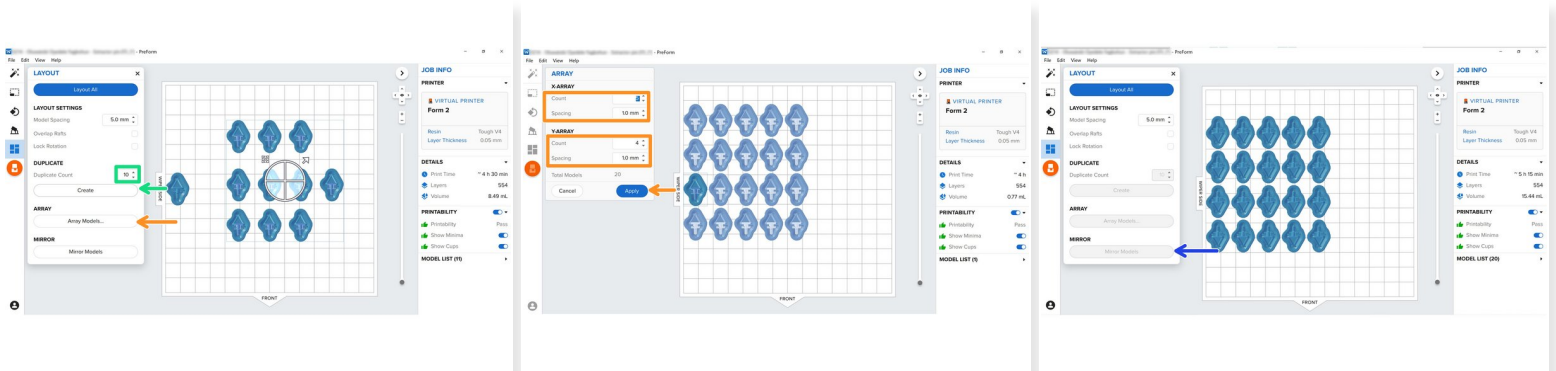 - PreForm
File Edit View Help
LAYOUT
Layout All
LAYOUT SETTINGS
Model Spacing 5.0 mm
Overlap Rafts
Lock Rotation
DUPLICATE
Duplicate Count 10
Create
ARRAY
Array Models...
MIRROR
Mirror Models
WIPER SIDE
FRONT
JOB INFO
PRINTER
VIRTUAL PRINTER
Form 2
Resin Tough V4
Layer Thickness 0.05 mm
DETAILS
Print Time ~ 4 h 30 min
Layers 554
Volume 8.49 mL
PRINTABILITY
Printability Pass
Show Minima
Show Cups
MODEL LIST (11)
- PreForm
File Edit View Help
ARRAY
X-ARRAY
Count
Spacing 1.0 mm
Y-ARRAY
Count 4
Spacing 1.0 mm
Total Models 20
Cancel Apply
WIPER SIDE
FRONT
JOB INFO
PRINTER
VIRTUAL PRINTER
Form 2
Resin Tough V4
Layer Thickness 0.05 mm
DETAILS
Print Time ~ 4 h
Layers 554
Volume 0.77 mL
PRINTABILITY
Printability Pass
Show Minima
Show Cups
MODEL LIST (1)
- PreForm
File Edit View Help
LAYOUT
Layout All
LAYOUT SETTINGS
Model Spacing 5.0 mm
Overlap Rafts
Lock Rotation
DUPLICATE
Duplicate Count
Create
ARRAY
Array Models...
MIRROR
Mirror Models
WIPER SIDE
FRONT
JOB INFO
PRINTER
VIRTUAL PRINTER
Form 2
Resin Tough V4
Layer Thickness 0.05 mm
DETAILS
Print Time ~ 5 h 15 min
Layers 554
Volume 15.44 mL
PRINTABILITY
Printability Pass
Show Minima
Show Cups
MODEL LIST (20)